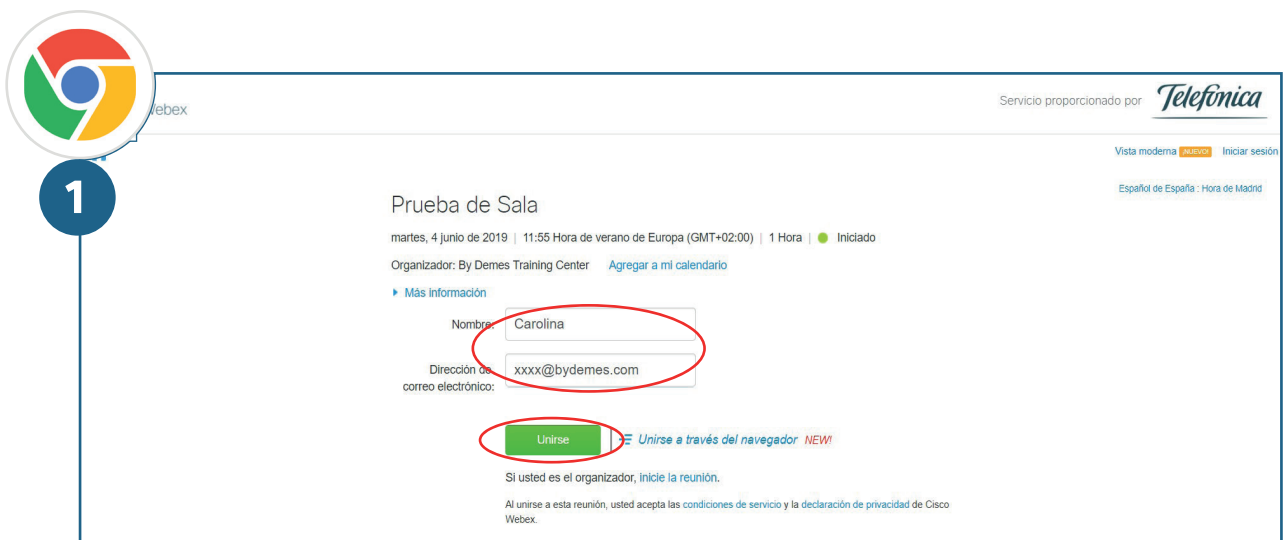 ebex
Servicio proporcionado por Telefónica
Vista moderna ¡NUEVO! Iniciar sesión
1
Español de España : Hora de Madrid
Prueba de Sala
martes, 4 junio de 2019 | 11:55 Hora de verano de Europa (GMT+02:00) | 1 Hora | Iniciado
Organizador: By Demes Training Center Agregar a mi calendario
Más información
Nombre: Carolina
Dirección de
correo electrónico:
xxxx@bydemes.com
Unirse | Unirse a través del navegador NEW!
Si usted es el organizador, inicie la reunión.
Al unirse a esta reunión, usted acepta las condiciones de servicio y la declaración de privacidad de Cisco
Webex.